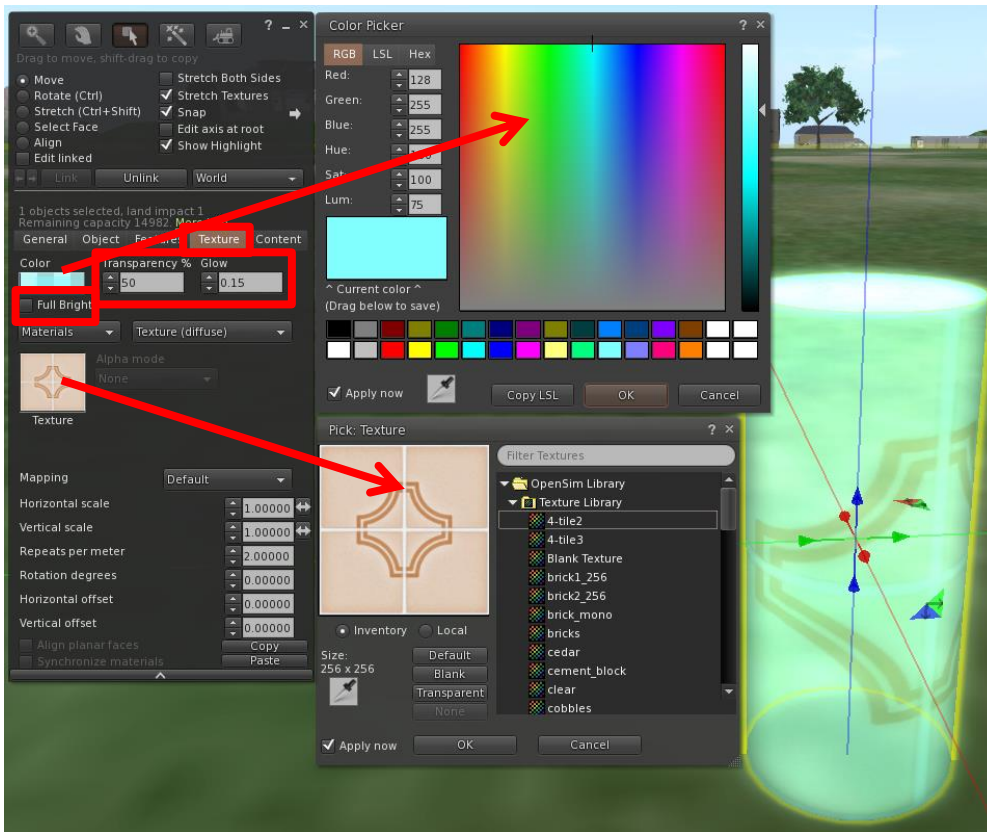 ? _ ×
Drag to move, shift-drag to copy
Move
Rotate (Ctrl)
Stretch (Ctrl+Shift)
Select Face
Align
Edit linked
Stretch Both Sides
Stretch Textures
Snap
Edit axis at root
Show Highlight
Link Unlink World
1 objects selected, land impact 1
Remaining capacity 14982.
General Object Texture Content
Color Transparency % Glow
50 0.15
Full Bright
Materials Texture (diffuse)
Alpha mode
None
Texture
Mapping Default
Horizontal scale 1.00000
Vertical scale 1.00000
Repeats per meter 2.00000
Rotation degrees 0.00000
Horizontal offset 0.00000
Vertical offset 0.00000
Align planar faces Copy
Synchronize materials Paste
Color Picker ? ×
RGB LSL Hex
Red: 128
Green: 255
Blue: 255
Hue:
Sat: 100
Lum: 75
^ Current color ^
(Drag below to save)
Apply now Copy LSL OK Cancel
Pick: Texture ? ×
Filter Textures
OpenSim Library
Texture Library
4-tile2
4-tile3
Blank Texture
brick1_256
brick2_256
brick_mono
bricks
cedar
cement_block
clear
cobbles
Inventory Local
Size:
256 x 256
Default
Blank
Transparent
None
Apply now OK Cancel